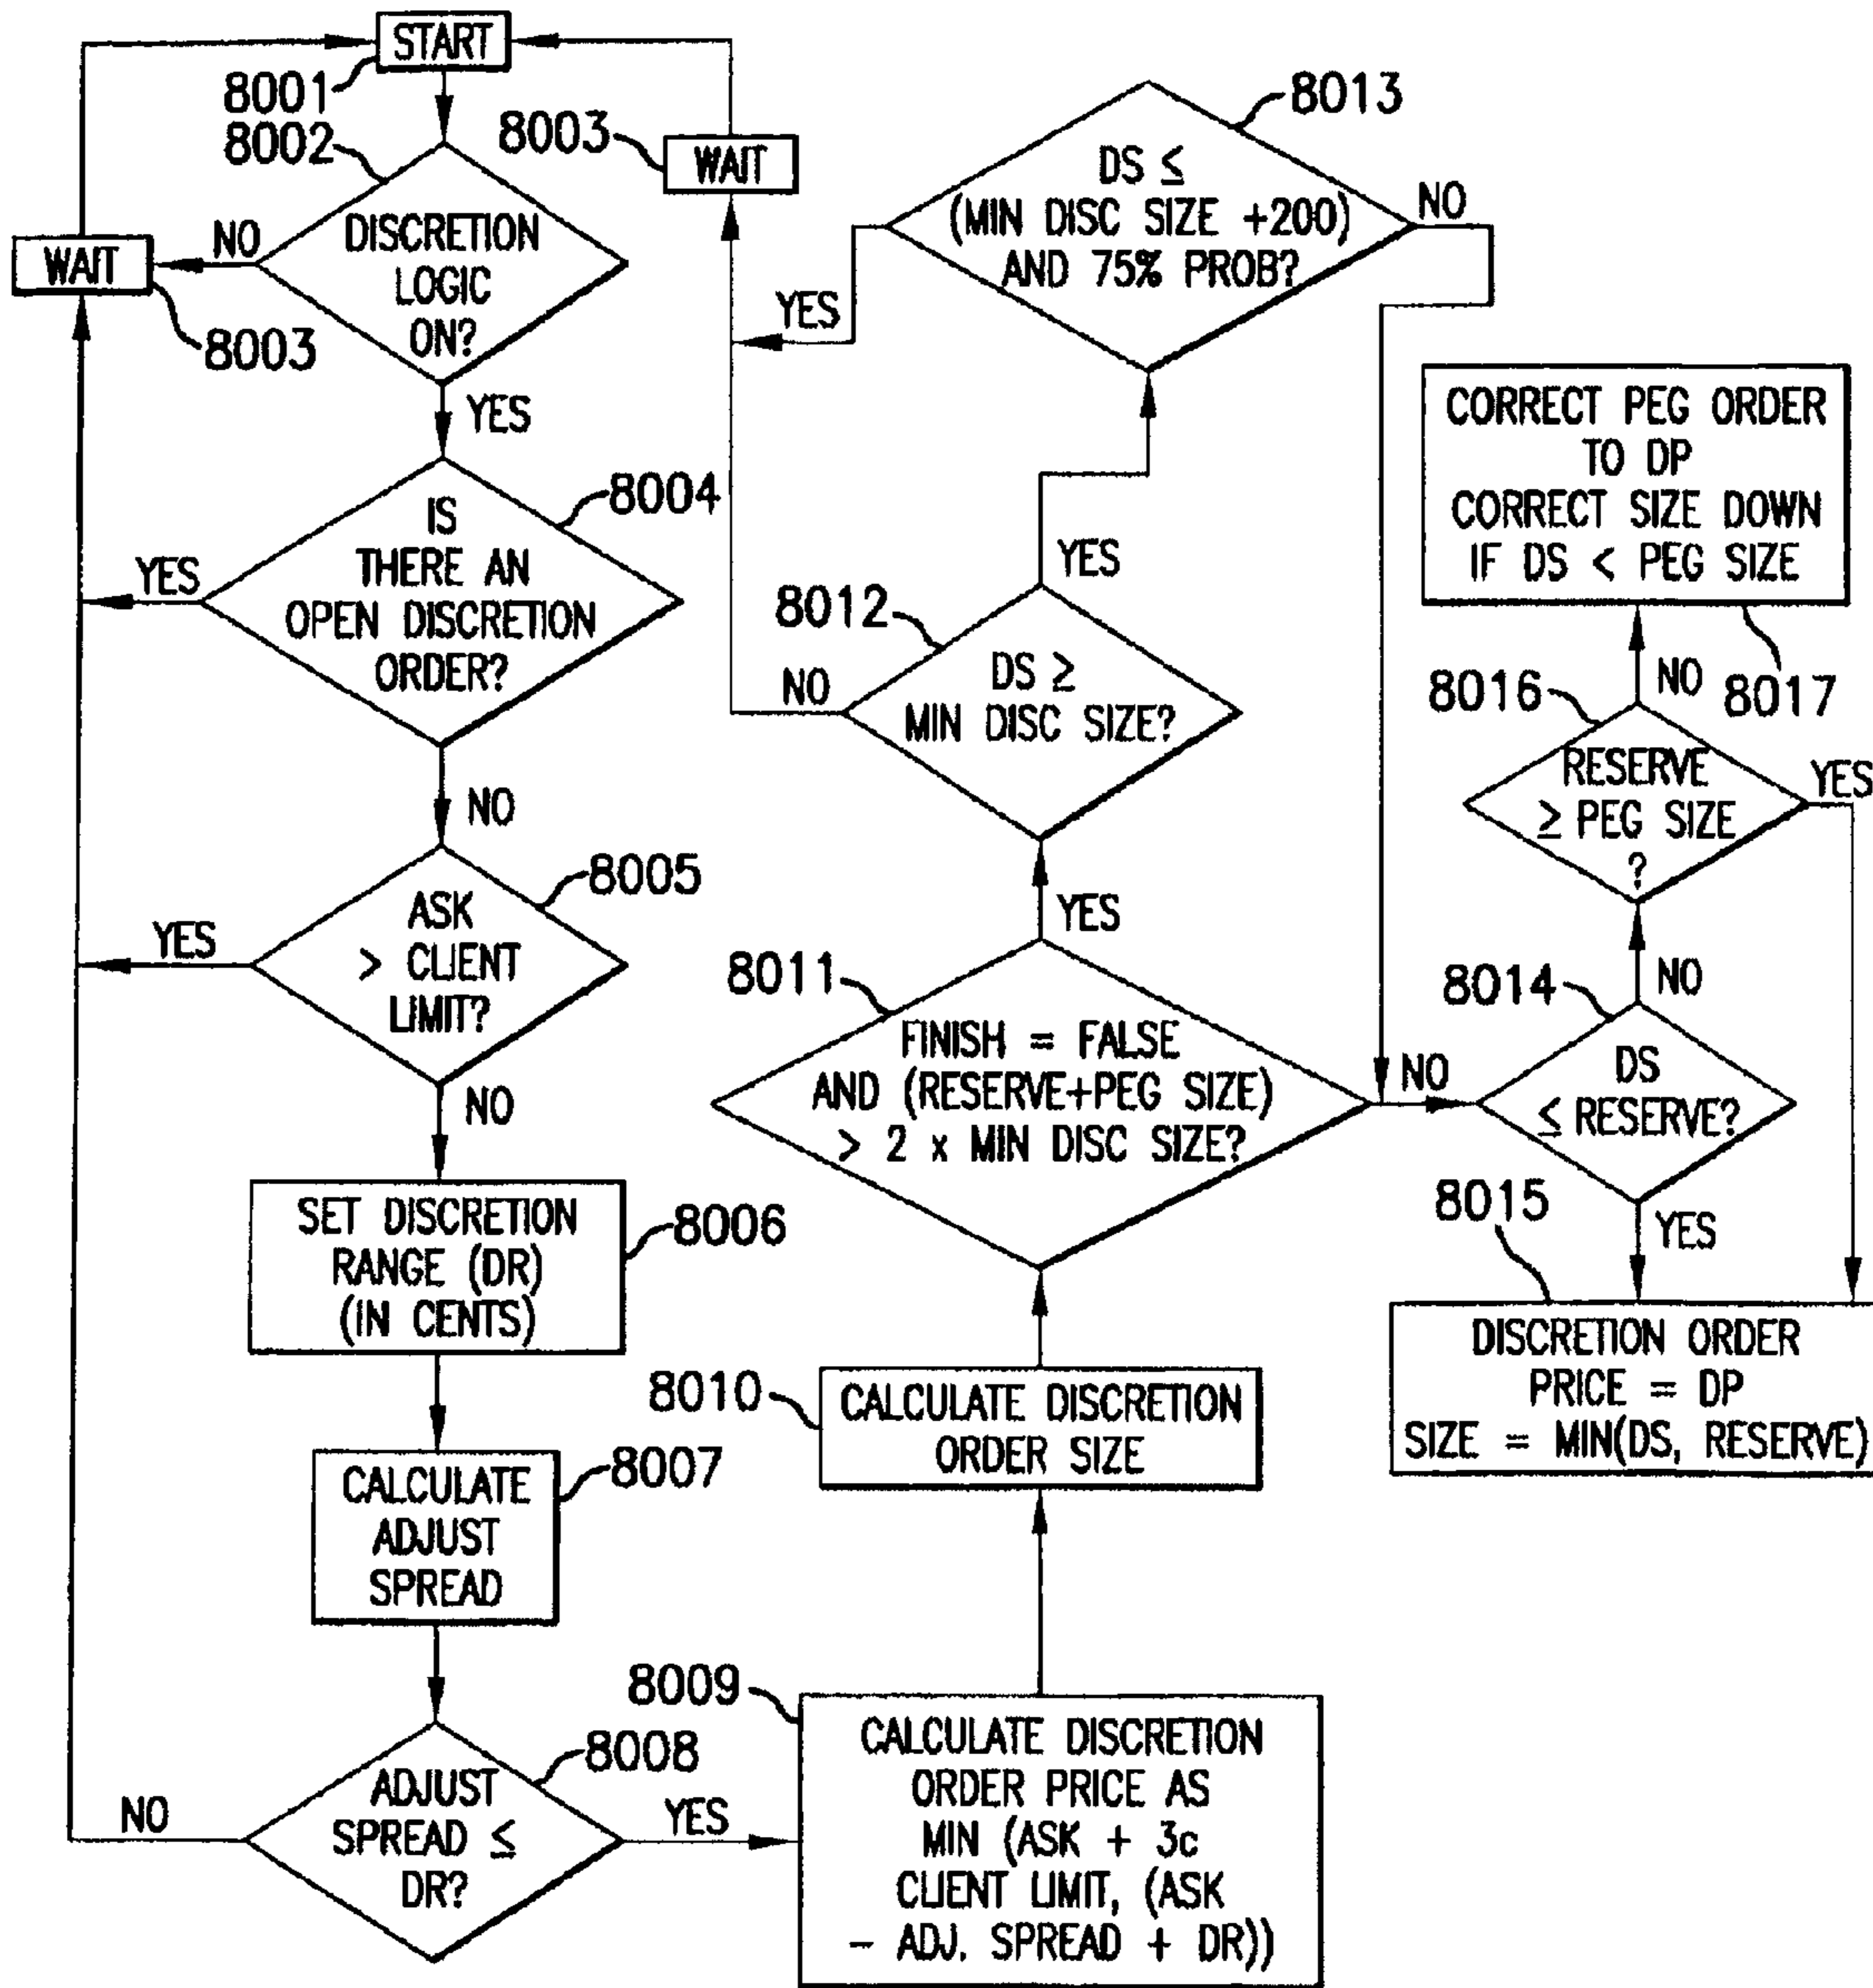 START
8001
8002
DISCRETION
LOGIC
ON?
NO
WAIT
8003
YES
8003
WAIT
IS
THERE AN
OPEN DISCRETION
ORDER?
8004
YES
NO
ASK
> CLIENT
LIMIT?
8005
YES
NO
SET DISCRETION
RANGE (DR)
(IN CENTS)
8006
CALCULATE
ADJUST
SPREAD
8007
ADJUST
SPREAD ≤
DR?
8008
NO
YES
8009
CALCULATE DISCRETION
ORDER PRICE AS
MIN (ASK + 3c
CLIENT LIMIT, (ASK
- ADJ. SPREAD + DR))
8010
CALCULATE DISCRETION
ORDER SIZE
8011
FINISH = FALSE
AND (RESERVE+PEG SIZE)
> 2 x MIN DISC SIZE?
YES
NO
8012
DS ≥
MIN DISC SIZE?
NO
YES
8013
DS ≤
(MIN DISC SIZE +200)
AND 75% PROB?
YES
NO
8014
DS
≤ RESERVE?
NO
YES
8015
DISCRETION ORDER
PRICE = DP
SIZE = MIN(DS, RESERVE)
8016
RESERVE
≥ PEG SIZE
?
NO
YES
8017
CORRECT PEG ORDER
TO DP
CORRECT SIZE DOWN
IF DS < PEG SIZE